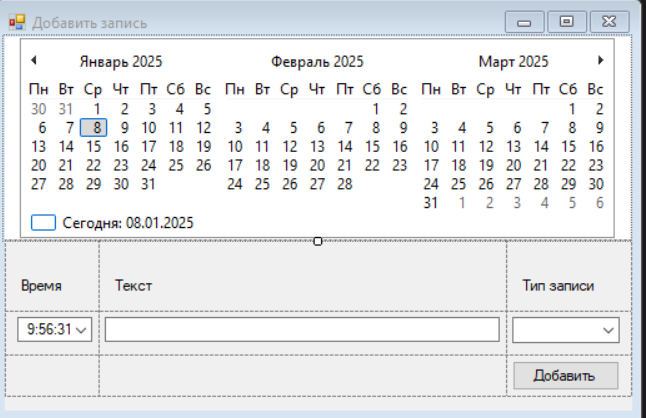 Добавить запись
Январь 2025 Февраль 2025 Март 2025
Пн Вт Ср Чт Пт Сб Вс Пн Вт Ср Чт Пт Сб Вс Пн Вт Ср Чт Пт Сб Вс
30 31 1 2 3 4 5 1 2 1 2
6 7 8 9 10 11 12 3 4 5 6 7 8 9 3 4 5 6 7 8 9
13 14 15 16 17 18 19 10 11 12 13 14 15 16 10 11 12 13 14 15 16
20 21 22 23 24 25 26 17 18 19 20 21 22 23 17 18 19 20 21 22 23
27 28 29 30 31 24 25 26 27 28 24 25 26 27 28 29 30
31 1 2 3 4 5 6
Сегодня: 08.01.2025
Время Текст Тип записи
9:56:31
Добавить